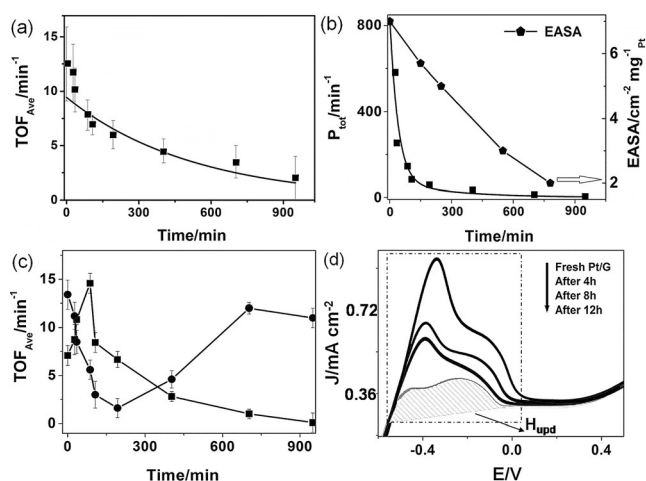 (a)
15
10
5
0
TOF_Ave/min⁻¹
0 300 600 900
Time/min
(b)
800
600
400
200
0
P_tot/min⁻¹
EASA
6
4
2
EASA/cm⁻² mg⁻¹_Pt
0 300 600 900
Time/min
(c)
20
15
10
5
0
TOF_Ave/min⁻¹
0 300 600 900
Time/min
(d)
Fresh Pt/G
After 4h
After 8h
After 12h
0.72
0.36
J/mA cm⁻²
H_upd
-0.4 0.0 0.4
E/V